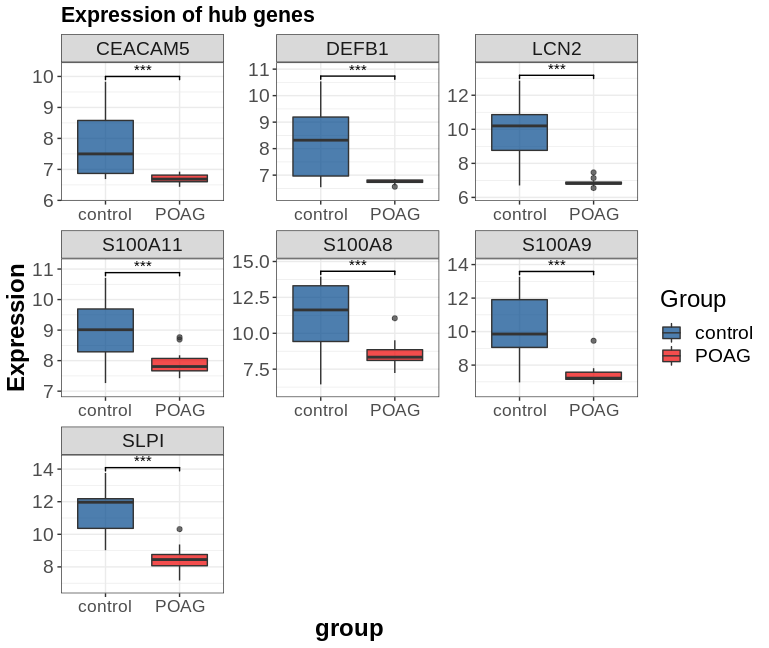 Expression of hub genes
CEACAM5 DEFB1 LCN2
*** *** ***
10
9
8
7
6
11
10
9
8
7
12
10
8
6
control POAG control POAG control POAG
S100A11 S100A8 S100A9
*** *** ***
11
10
9
8
7
15.0
12.5
10.0
7.5
14
12
10
8
control POAG control POAG control POAG
SLPI
***
14
12
10
8
control POAG
Expression
group
Group
control
POAG